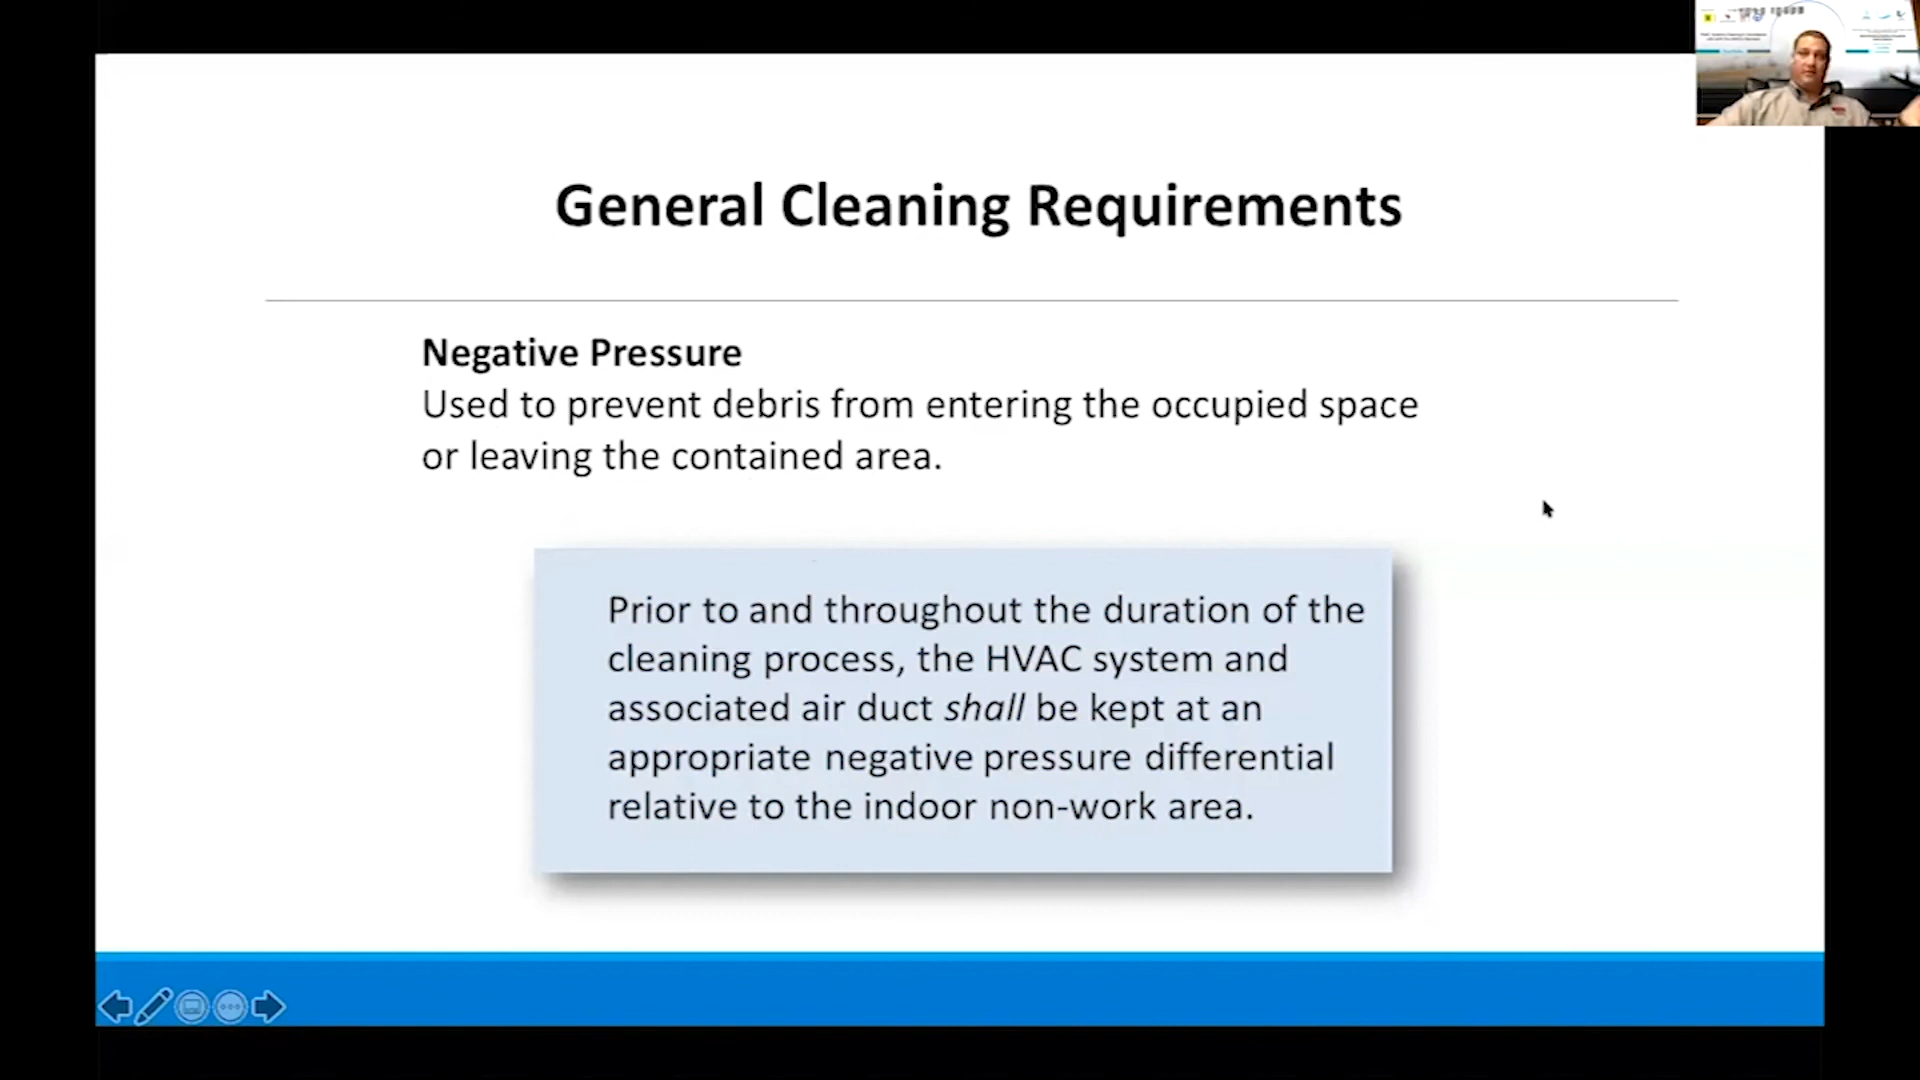 General Cleaning Requirements
Negative Pressure
Used to prevent debris from entering the occupied space
or leaving the contained area.
Prior to and throughout the duration of the
cleaning process, the HVAC system and
associated air duct shall be kept at an
appropriate negative pressure differential
relative to the indoor non-work area.